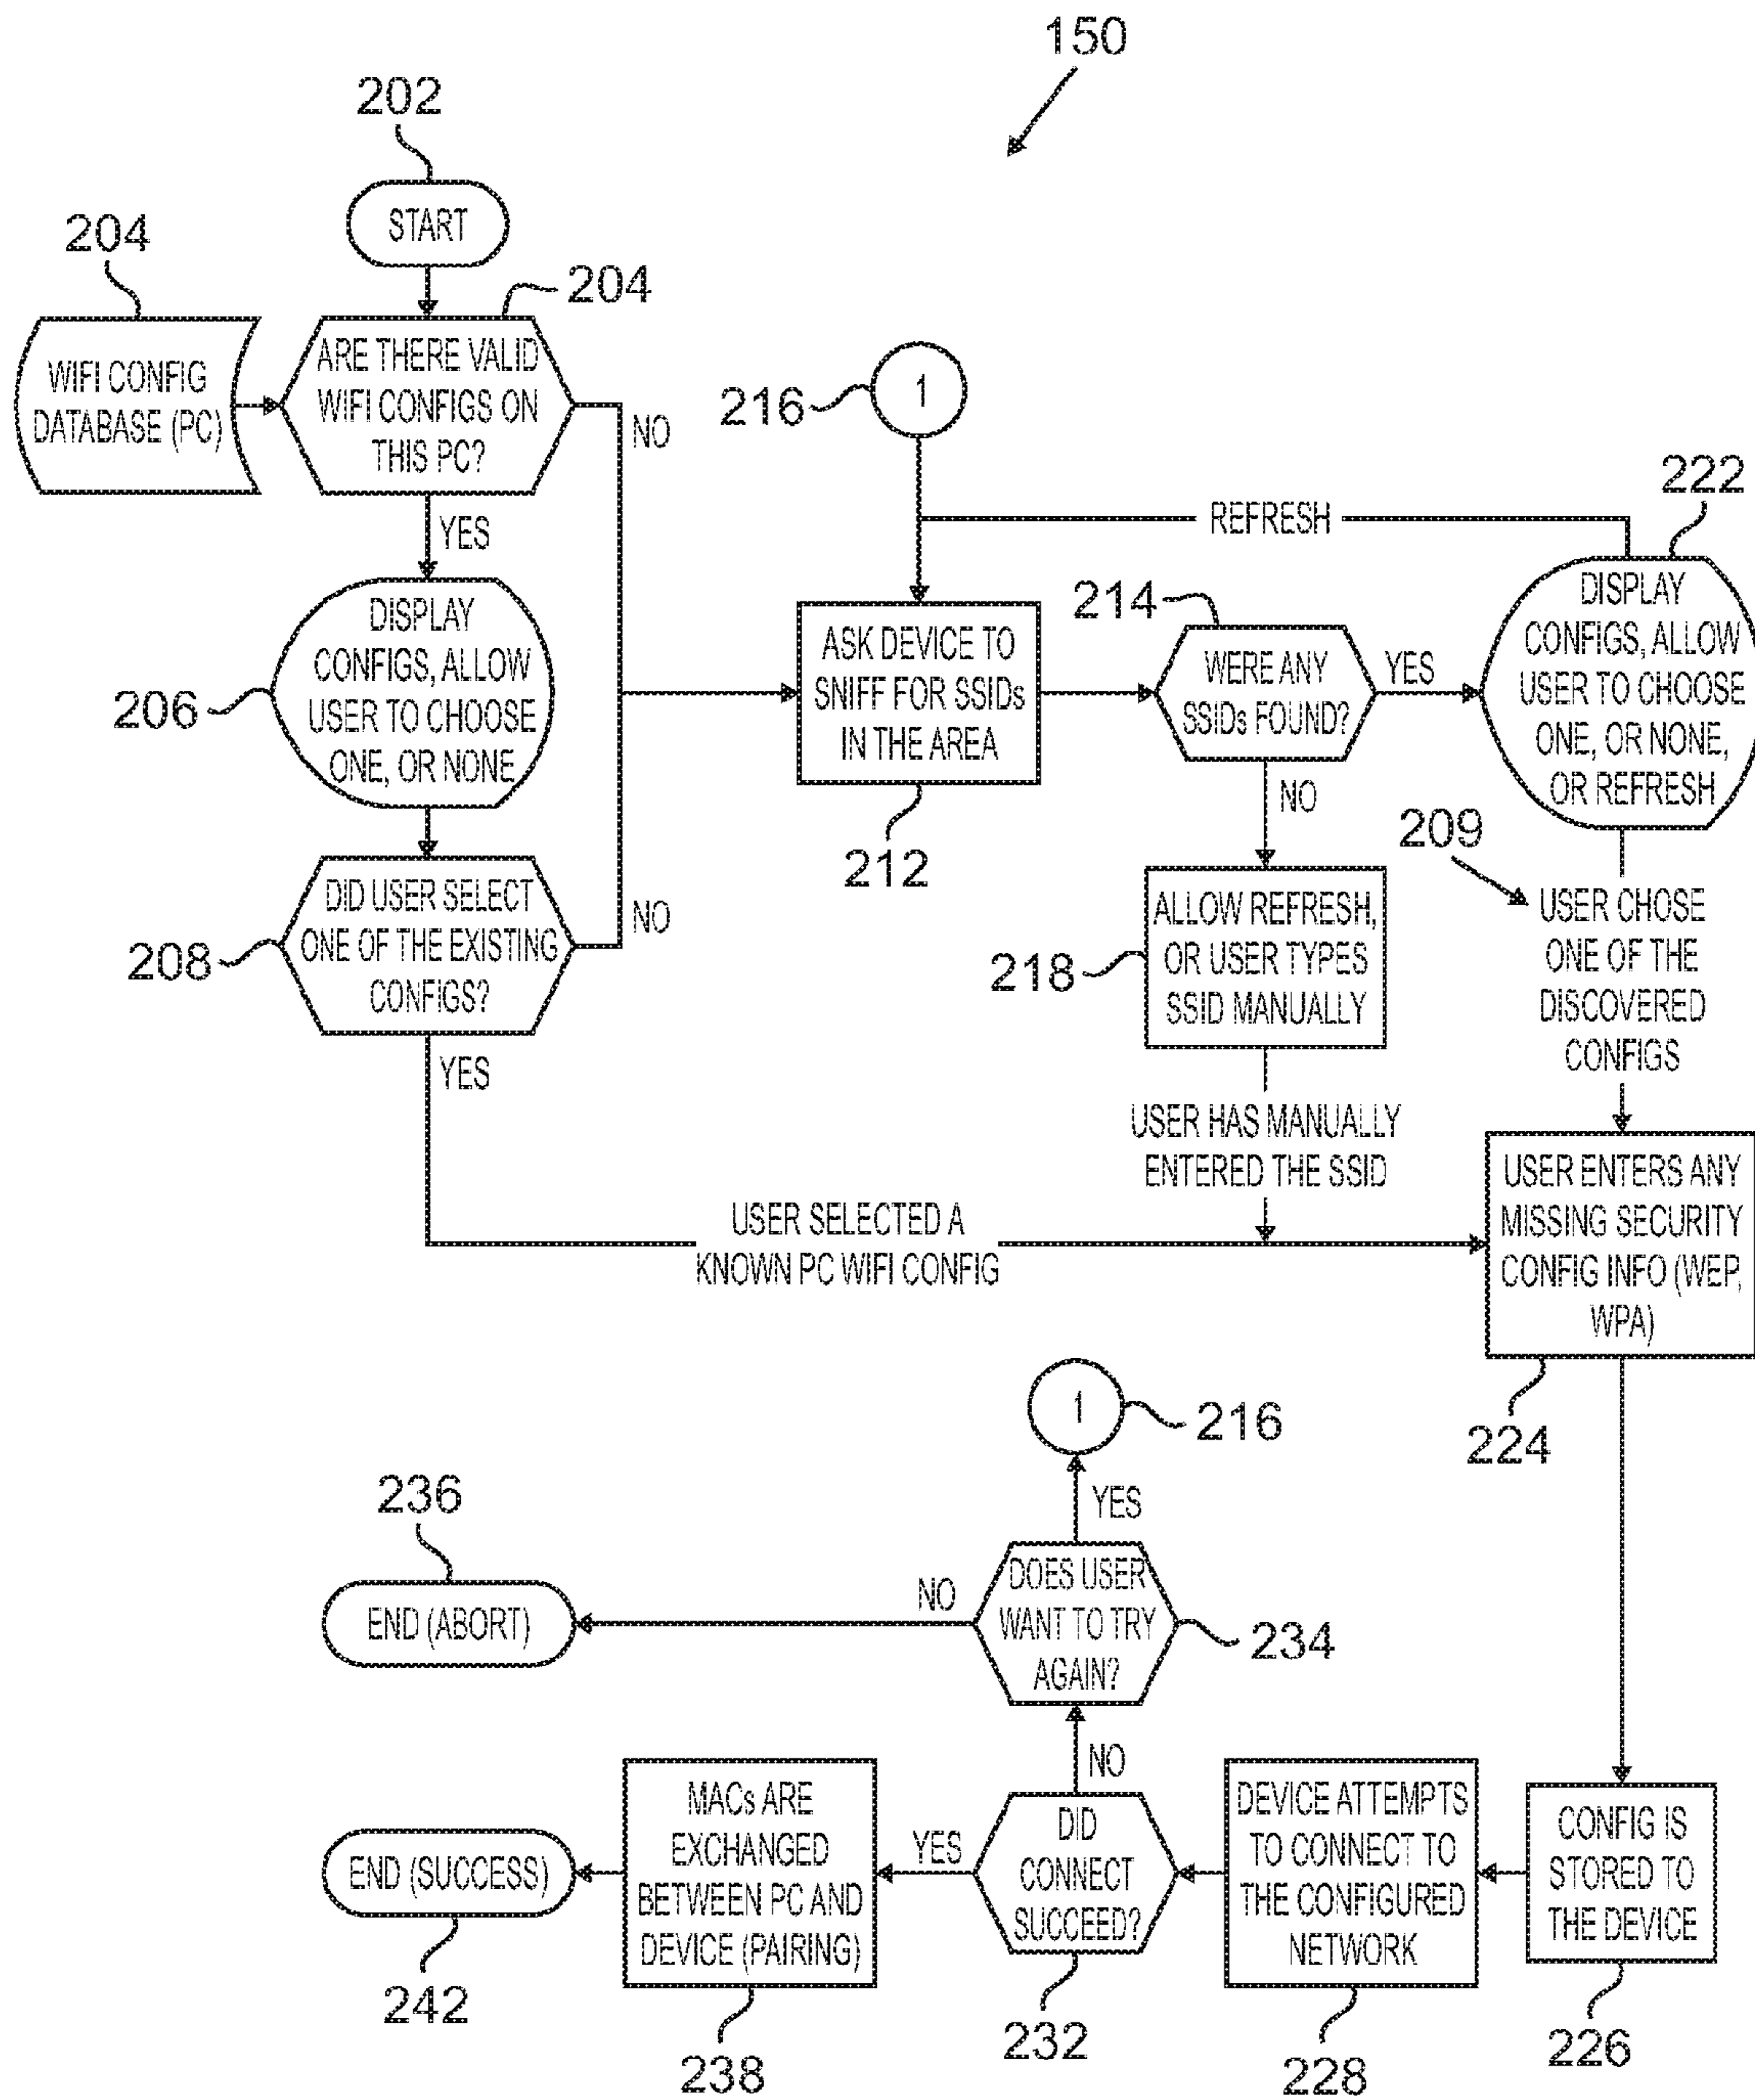 150
202
START
204
204
WIFI CONFIG
DATABASE (PC)
ARE THERE VALID
WIFI CONFIGS ON
THIS PC?
NO
YES
206
DISPLAY
CONFIGS, ALLOW
USER TO CHOOSE
ONE, OR NONE
208
DID USER SELECT
ONE OF THE EXISTING
CONFIGS?
NO
YES
216
1
REFRESH
222
ASK DEVICE TO
SNIFF FOR SSIDs
IN THE AREA
212
214
WERE ANY
SSIDs FOUND?
YES
NO
DISPLAY
CONFIGS, ALLOW
USER TO CHOOSE
ONE, OR NONE,
OR REFRESH
209
USER CHOSE
ONE OF THE
DISCOVERED
CONFIGS
218
ALLOW REFRESH,
OR USER TYPES
SSID MANUALLY
USER HAS MANUALLY
ENTERED THE SSID
USER SELECTED A
KNOWN PC WIFI CONFIG
USER ENTERS ANY
MISSING SECURITY
CONFIG INFO (WEP,
WPA)
224
1
216
YES
236
END (ABORT)
NO
DOES USER
WANT TO TRY
AGAIN?
234
NO
END (SUCCESS)
242
MACs ARE
EXCHANGED
BETWEEN PC AND
DEVICE (PAIRING)
238
YES
DID
CONNECT
SUCCEED?
232
DEVICE ATTEMPTS
TO CONNECT TO
THE CONFIGURED
NETWORK
228
CONFIG IS
STORED TO
THE DEVICE
226